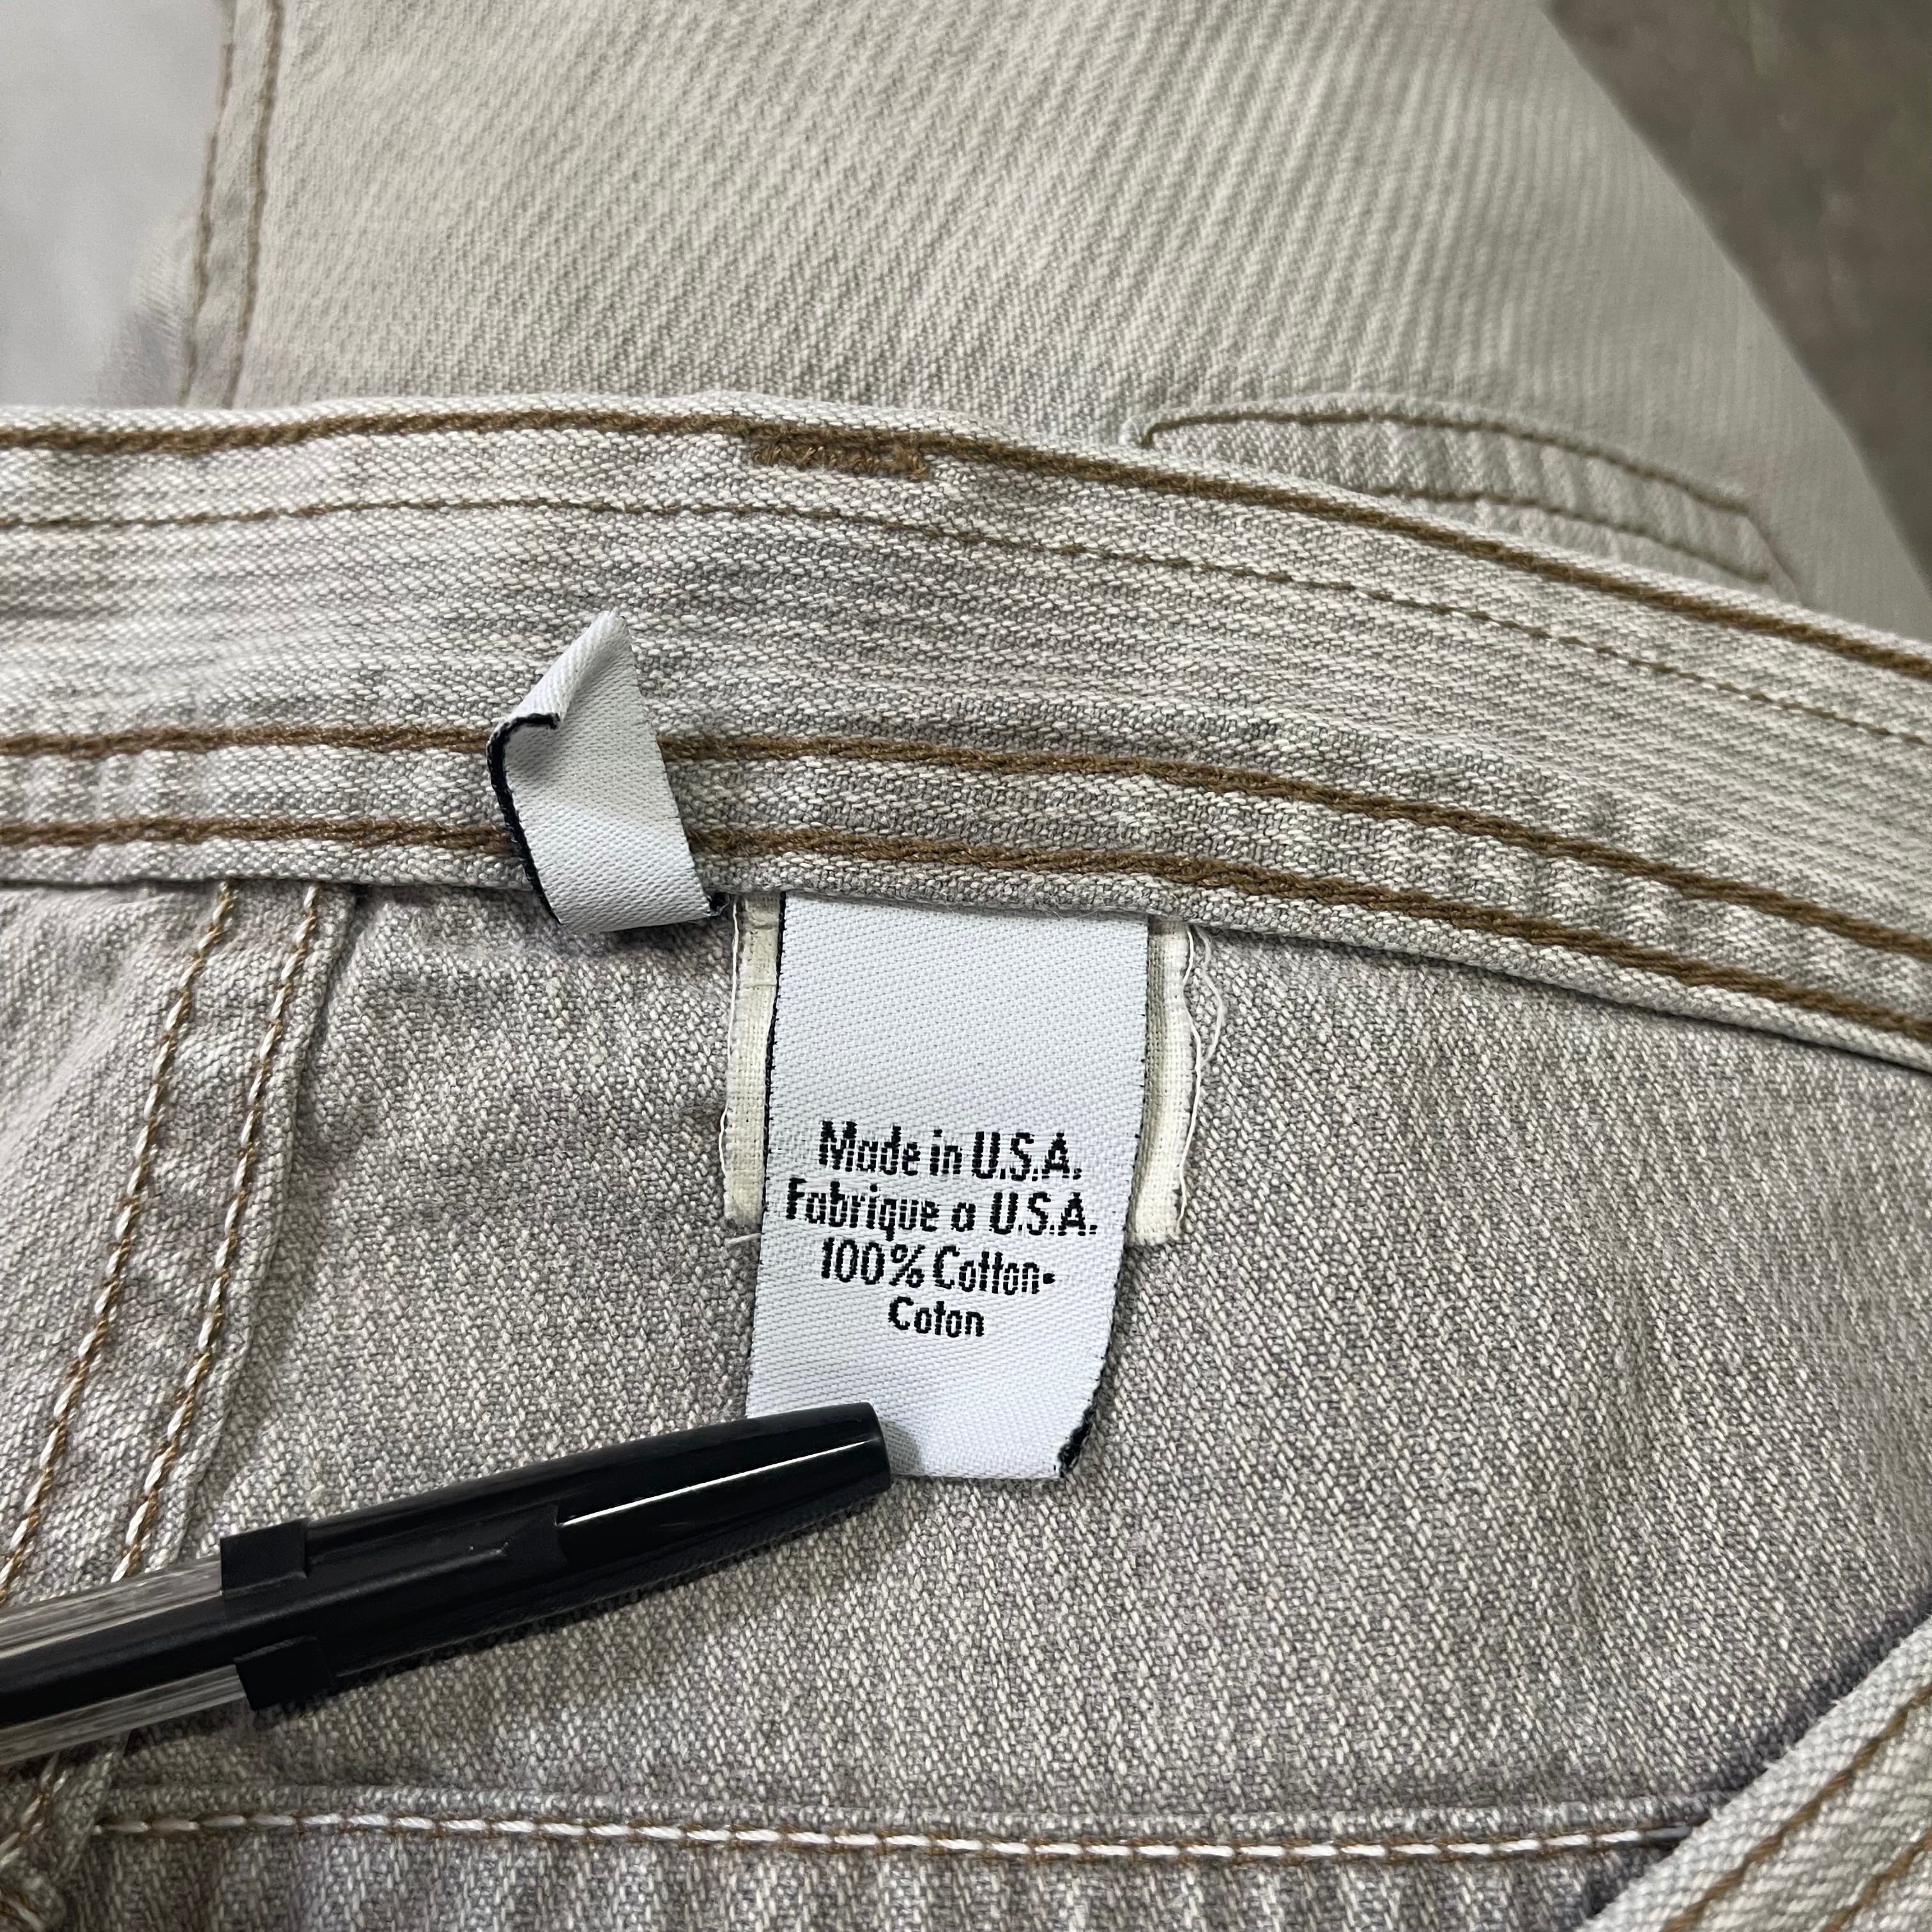 Made in U.S.A.
Fabrique a U.S.A.
100% Cotton•
Coton